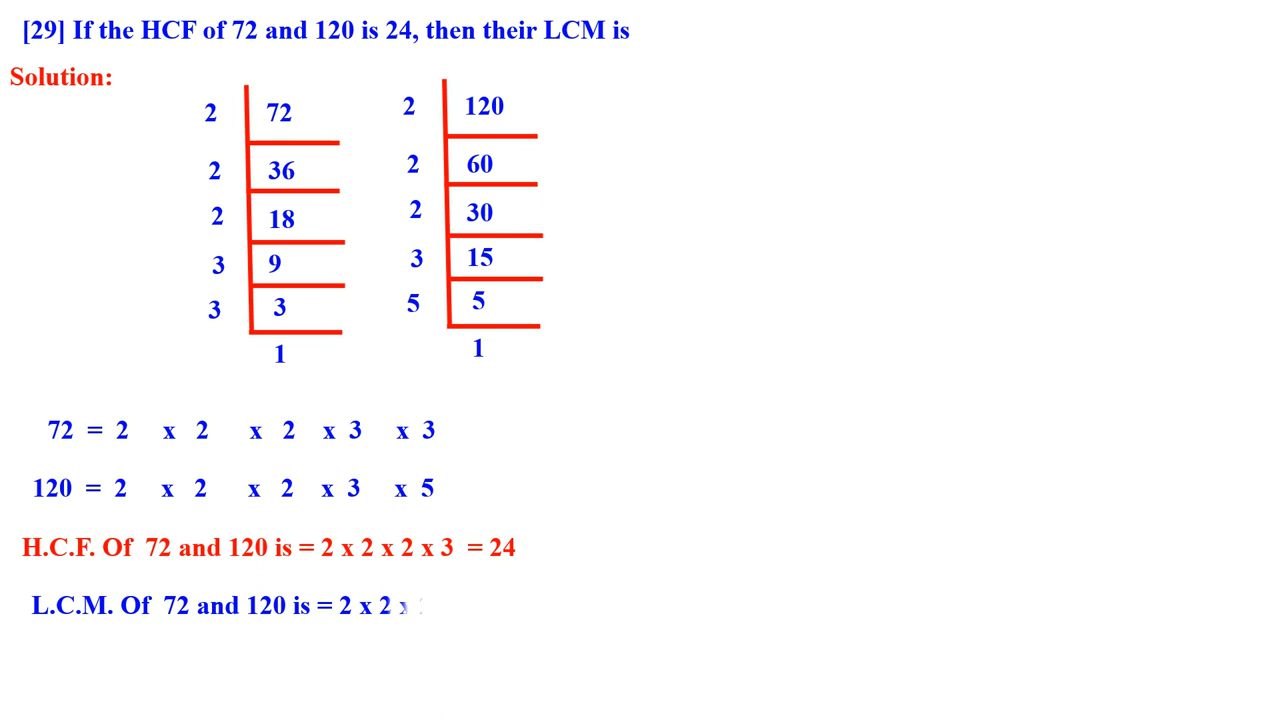 [29] If the HCF of 72 and 120 is 24, then their LCM is
Solution:
2 72
2 36
2 18
3 9
3 3
1
2 120
2 60
2 30
3 15
5 5
1
72 = 2 x 2 x 2 x 3 x 3
120 = 2 x 2 x 2 x 3 x 5
H.C.F. Of 72 and 120 is = 2 x 2 x 2 x 3 = 24
L.C.M. Of 72 and 120 is = 2 x 2 x